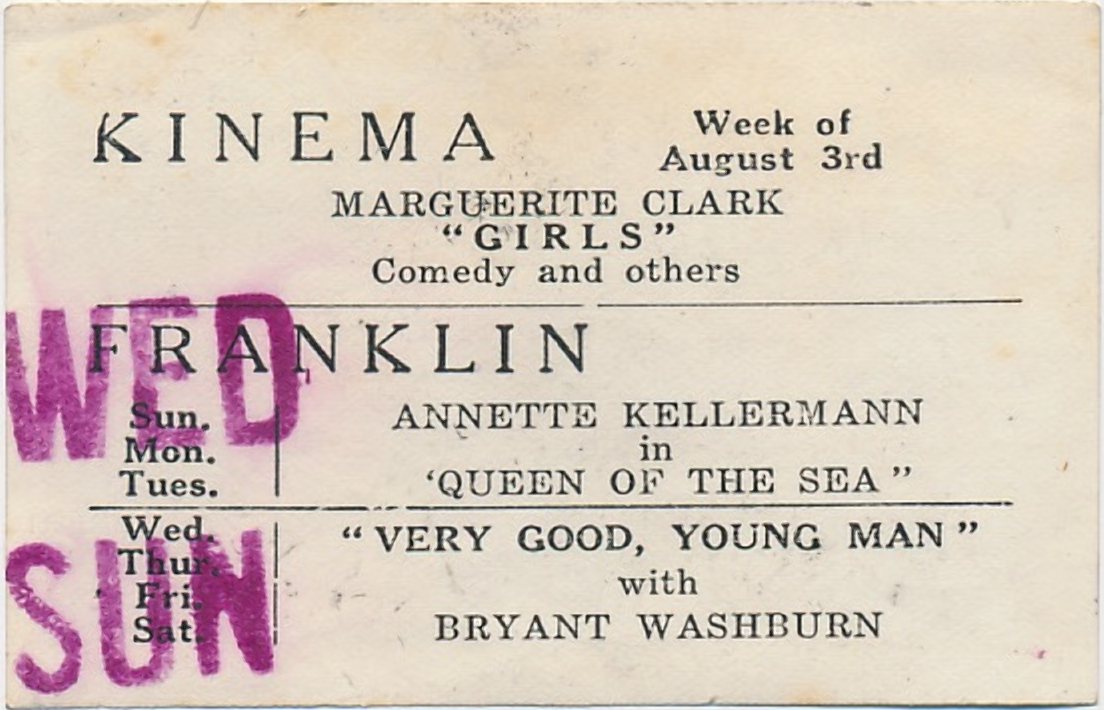 KINEMA
Week of
August 3rd
MARGUERITE CLARK
"GIRLS"
Comedy and others
FRANKLIN
WED
Sun.
Mon.
Tues.
ANNETTE KELLERMANN
in
'QUEEN OF THE SEA"
SUN
Wed.
Thur.
Fri.
Sat.
"VERY GOOD, YOUNG MAN"
with
BRYANT WASHBURN